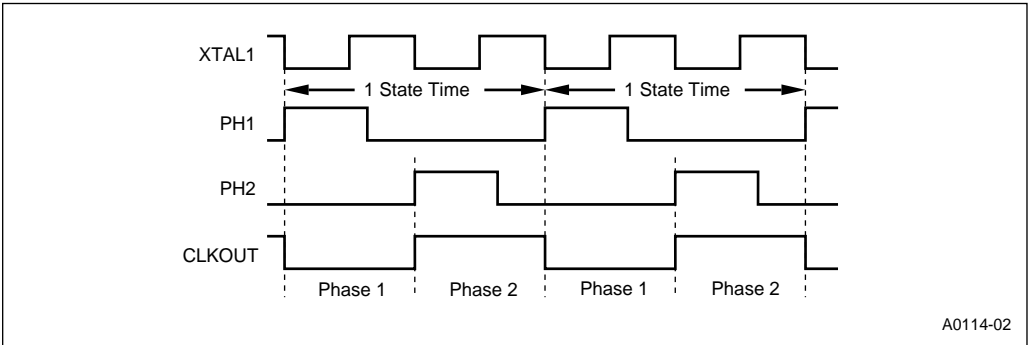 XTAL1
1 State Time 1 State Time
PH1
PH2
CLKOUT
Phase 1 Phase 2 Phase 1 Phase 2
A0114-02